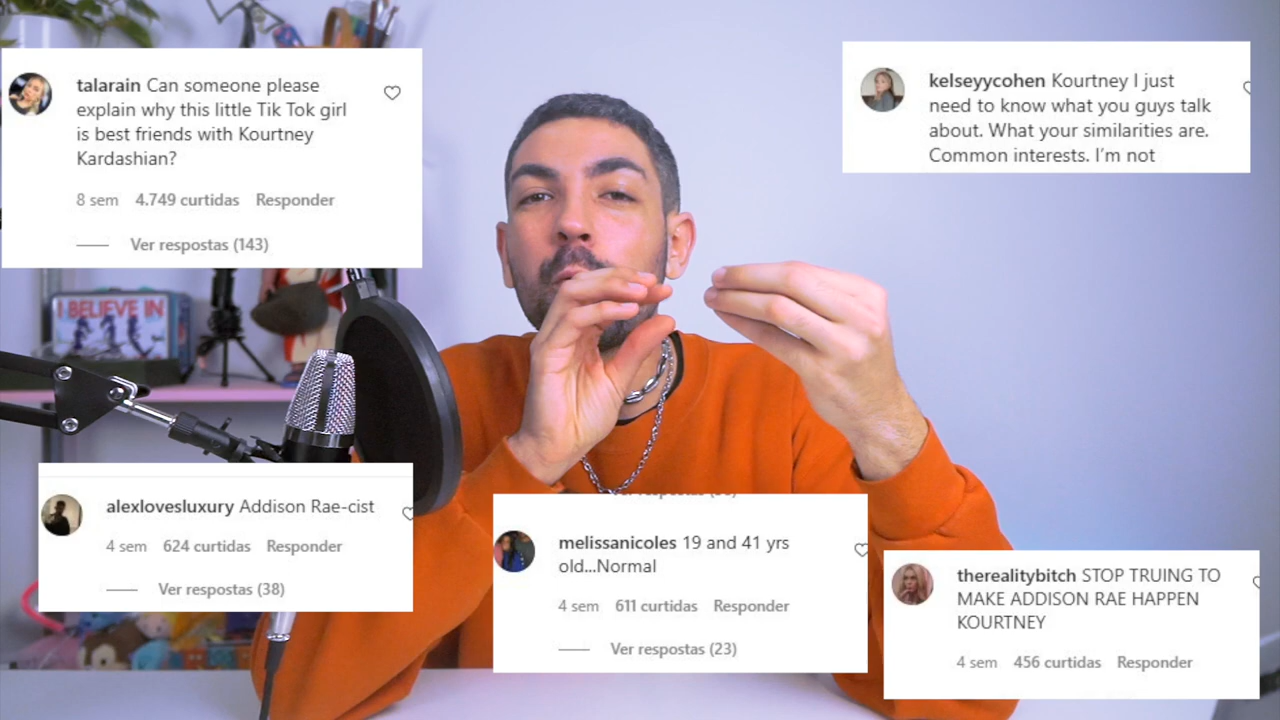 talarain Can someone please
explain why this little Tik Tok girl
is best friends with Kourtney
Kardashian?
8 sem 4.749 curtidas Responder
Ver respostas (143)
kelseyycohen Kourtney I just
need to know what you guys talk
about. What your similarities are.
Common interests. I'm not
I BELIEVE IN
alexlovesluxury Addison Rae-cist
4 sem 624 curtidas Responder
Ver respostas (38)
melissanicoles 19 and 41 yrs
old...Normal
4 sem 611 curtidas Responder
Ver respostas (23)
therealitybitch STOP TRUING TO
MAKE ADDISON RAE HAPPEN
KOURTNEY
4 sem 456 curtidas Responder